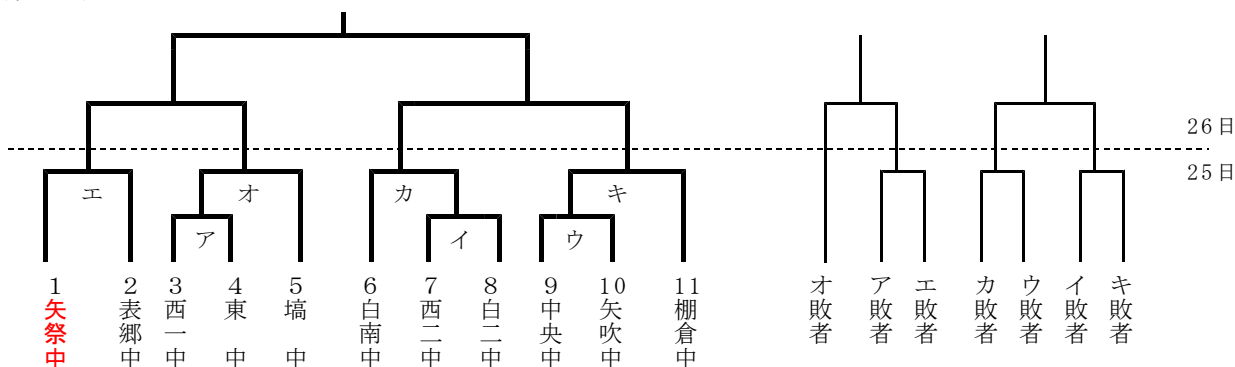 26日
25日
エ
オ
カ
キ
ア
イ
ウ
1 矢祭中
2 表郷中
3 西一中
4 東　中
5 塙　中
6 白南中
7 西二中
8 白二中
9 中央中
10 矢吹中
11 棚倉中
オ敗者
ア敗者
エ敗者
カ敗者
ウ敗者
イ敗者
キ敗者